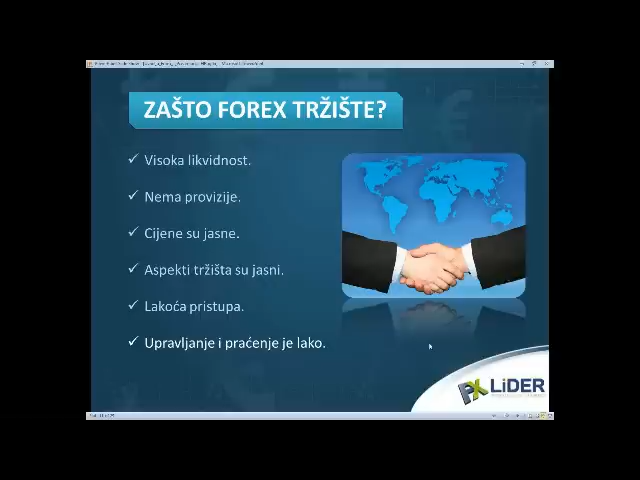 ZAŠTO FOREX TRŽIŠTE?
Visoka likvidnost.
Nema provizije.
Cijene su jasne.
Aspekti tržišta su jasni.
Lakoća pristupa.
Upravljanje i praćenje je lako.
FX LiDER